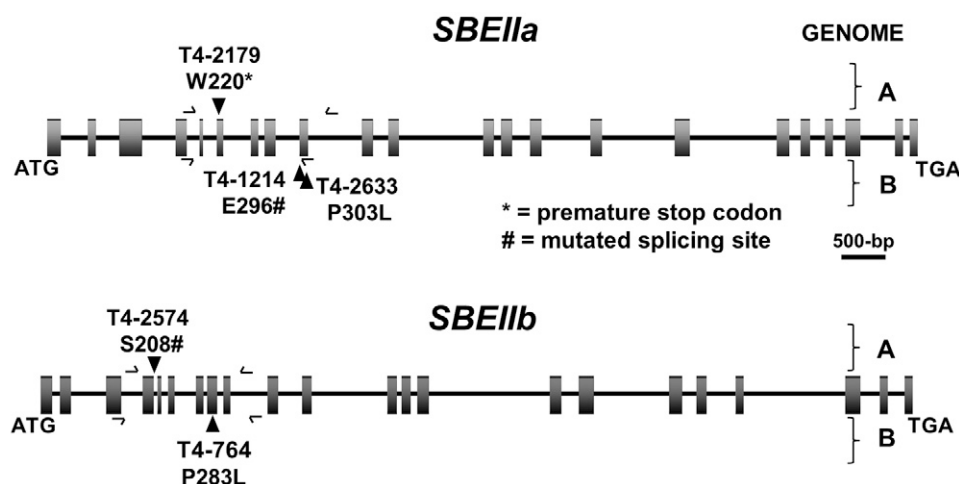 SBEIIa
GENOME
T4-2179
W220*
A
ATG
TGA
B
T4-1214
E296#
T4-2633
P303L
* = premature stop codon
# = mutated splicing site
500-bp
SBEIIb
T4-2574
S208#
A
ATG
TGA
B
T4-764
P283L